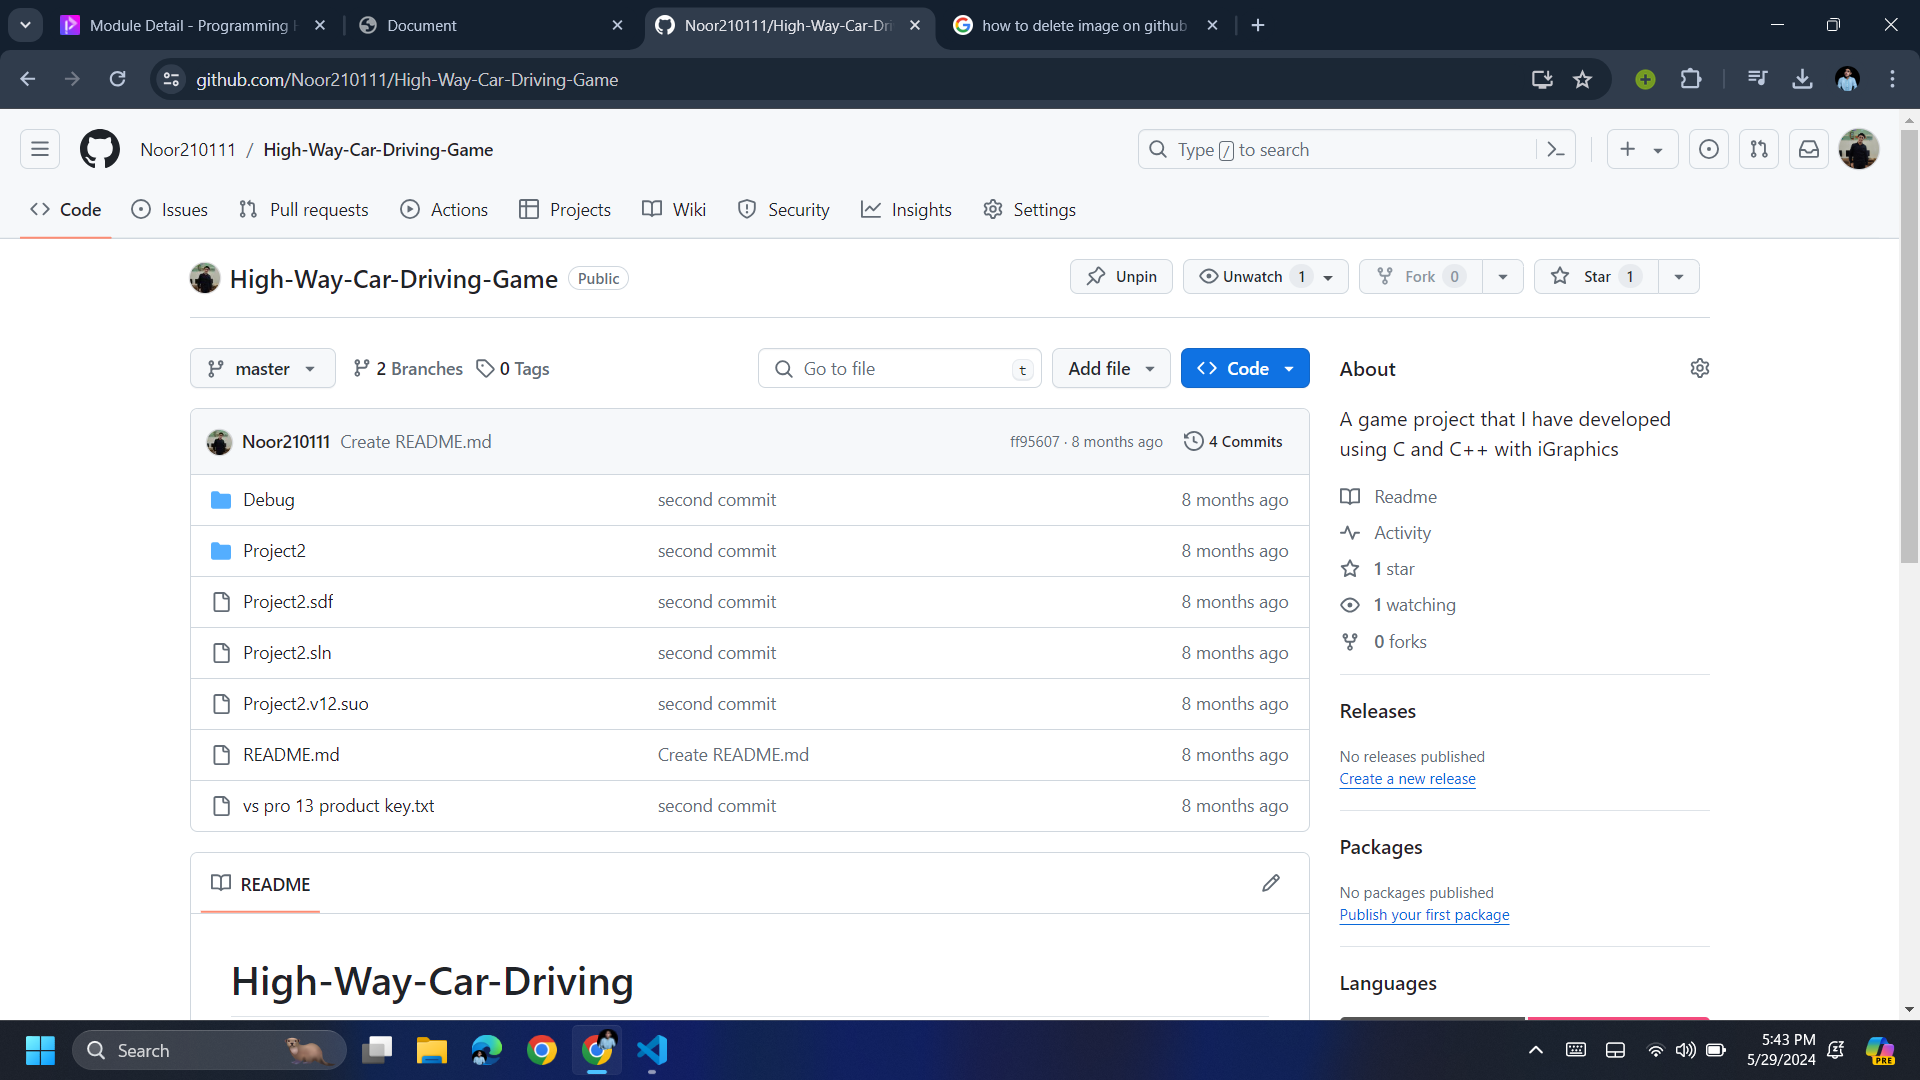 Module Detail - Programming H
Document
Noor210111/High-Way-Car-Dri
how to delete image on github
github.com/Noor210111/High-Way-Car-Driving-Game
Noor210111 / High-Way-Car-Driving-Game
Type / to search
Code
Issues
Pull requests
Actions
Projects
Wiki
Security
Insights
Settings
High-Way-Car-Driving-Game
Public
Unpin
Unwatch 1
Fork 0
Star 1
master
2 Branches
0 Tags
Go to file
t
Add file
Code
Noor210111 Create README.md ff95607 · 8 months ago 4 Commits
Debug second commit 8 months ago
Project2 second commit 8 months ago
Project2.sdf second commit 8 months ago
Project2.sln second commit 8 months ago
Project2.v12.suo second commit 8 months ago
README.md Create README.md 8 months ago
vs pro 13 product key.txt second commit 8 months ago
README
High-Way-Car-Driving
About
A game project that I have developed
using C and C++ with iGraphics
Readme
Activity
1 star
1 watching
0 forks
Releases
No releases published
Create a new release
Packages
No packages published
Publish your first package
Languages
Search
5:43 PM
5/29/2024
PRE